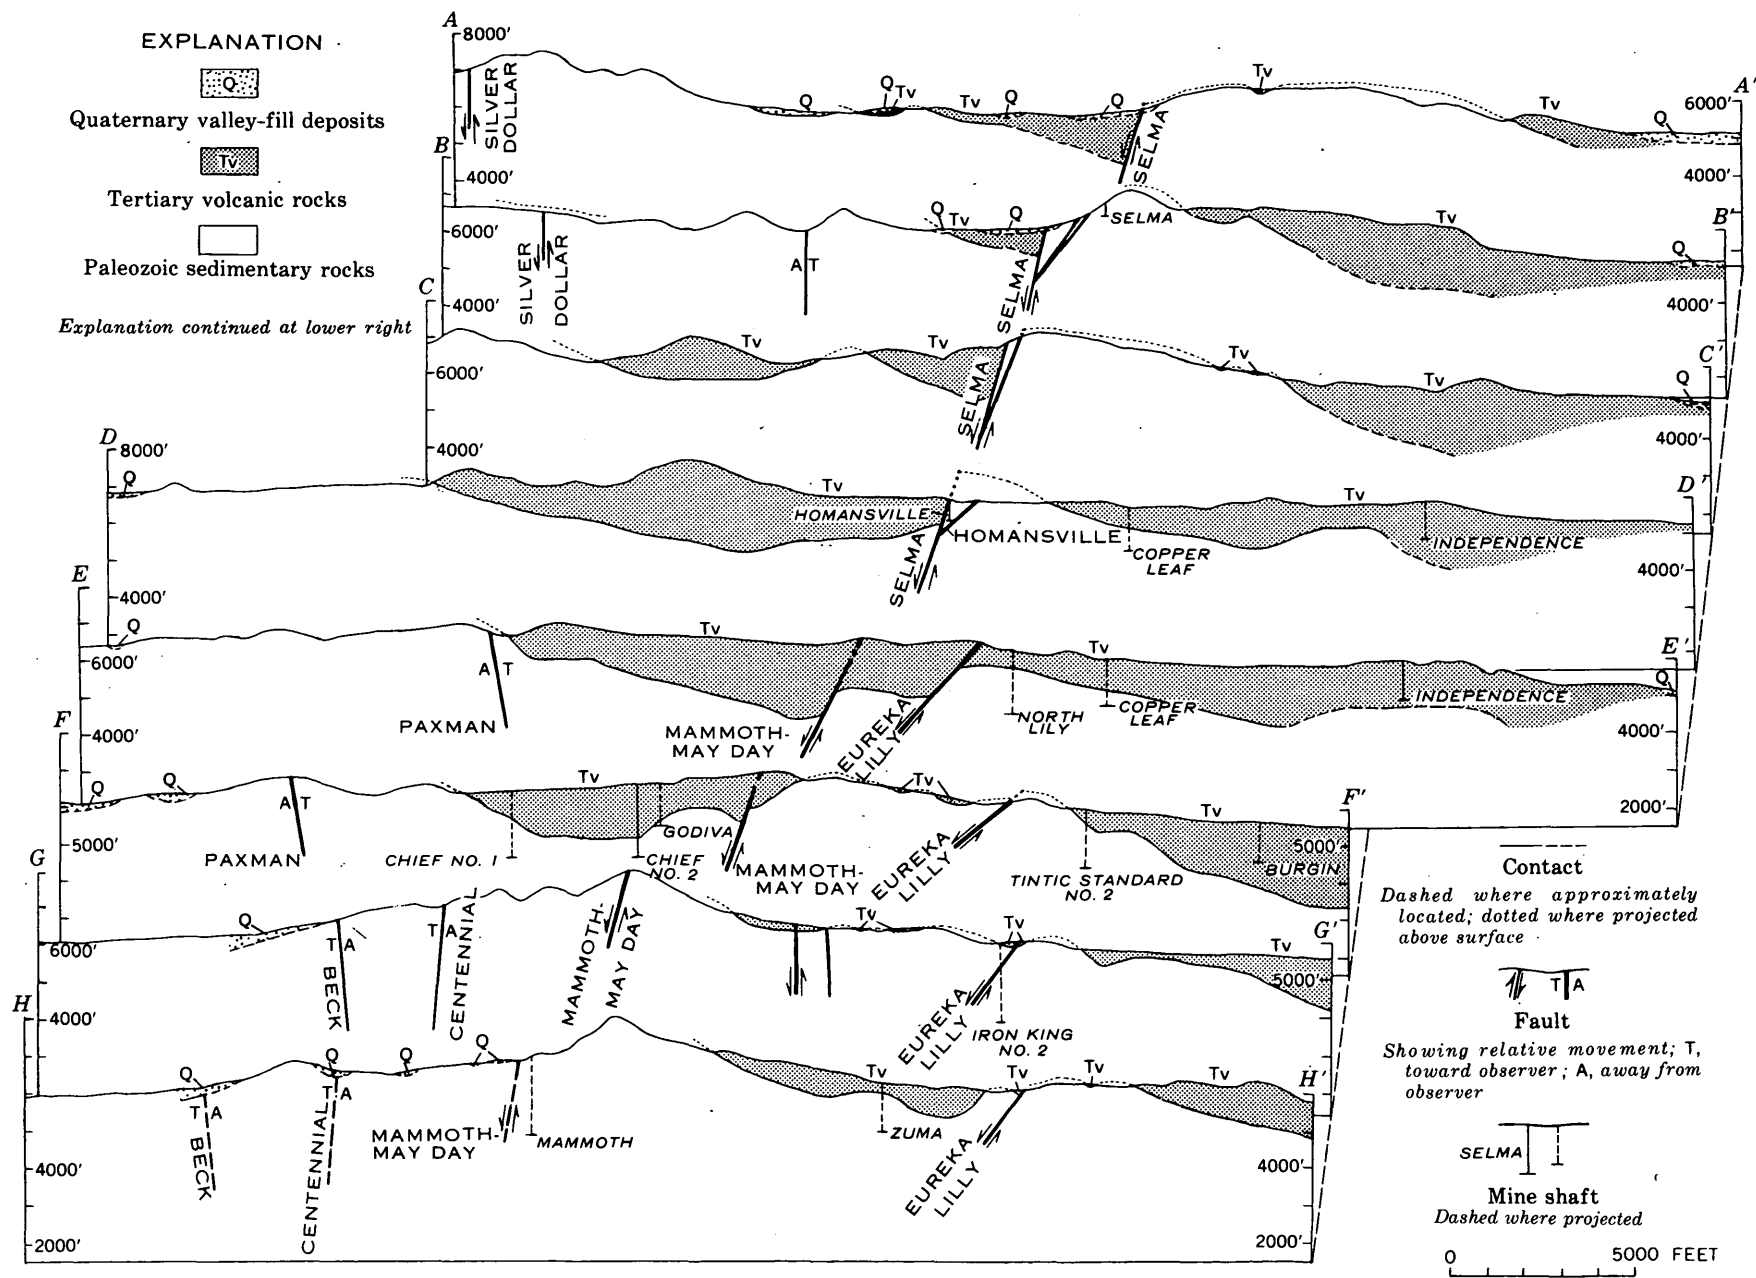 EXPLANATION
Q
Quaternary valley-fill deposits
Tv
Tertiary volcanic rocks
Paleozoic sedimentary rocks
Explanation continued at lower right
A
8000'
SILVER DOLLAR
4000'
Q
Q
Tv
Tv
Q
Q
SELMA
Tv
Tv
Q
A'
6000'
4000'
B
6000'
4000'
SILVER DOLLAR
A T
Q
Tv
Q
SELMA
SELMA
Tv
Q
B'
4000'
C
6000'
4000'
Tv
Tv
SELMA
Tv
Tv
Q
C'
4000'
D
8000'
4000'
Q
Tv
HOMANSVILLE
HOMANSVILLE
SELMA
COPPER LEAF
Tv
INDEPENDENCE
D'
4000'
E
6000'
4000'
Q
A T
PAXMAN
Tv
MAMMOTH-
MAY DAY
EUREKA
LILLY
NORTH
LILY
Tv
COPPER
LEAF
INDEPENDENCE
Q
E'
4000'
2000'
F
5000'
Q
Q
A T
PAXMAN
CHIEF NO. 1
Tv
GODIVA
CHIEF
NO. 2
MAMMOTH-
MAY DAY
Tv
EUREKA
LILLY
TINTIC STANDARD
NO. 2
Tv
BURGIN
F'
5000'
G
6000'
4000'
Q
T A
BECK
T A
CENTENNIAL
MAMMOTH-
MAY DAY
Tv
EUREKA
LILLY
Tv
IRON KING
NO. 2
Tv
G'
5000'
H
4000'
2000'
Q
T A
BECK
Q
T A
CENTENNIAL
Q
Q
MAMMOTH-
MAY DAY
MAMMOTH
Tv
ZUMA
EUREKA
LILLY
Tv
Tv
Tv
H'
4000'
2000'
Contact
Dashed where approximately
located; dotted where projected
above surface
T A
Fault
Showing relative movement; T,
toward observer; A, away from
observer
SELMA
Mine shaft
Dashed where projected
0 5000 FEET